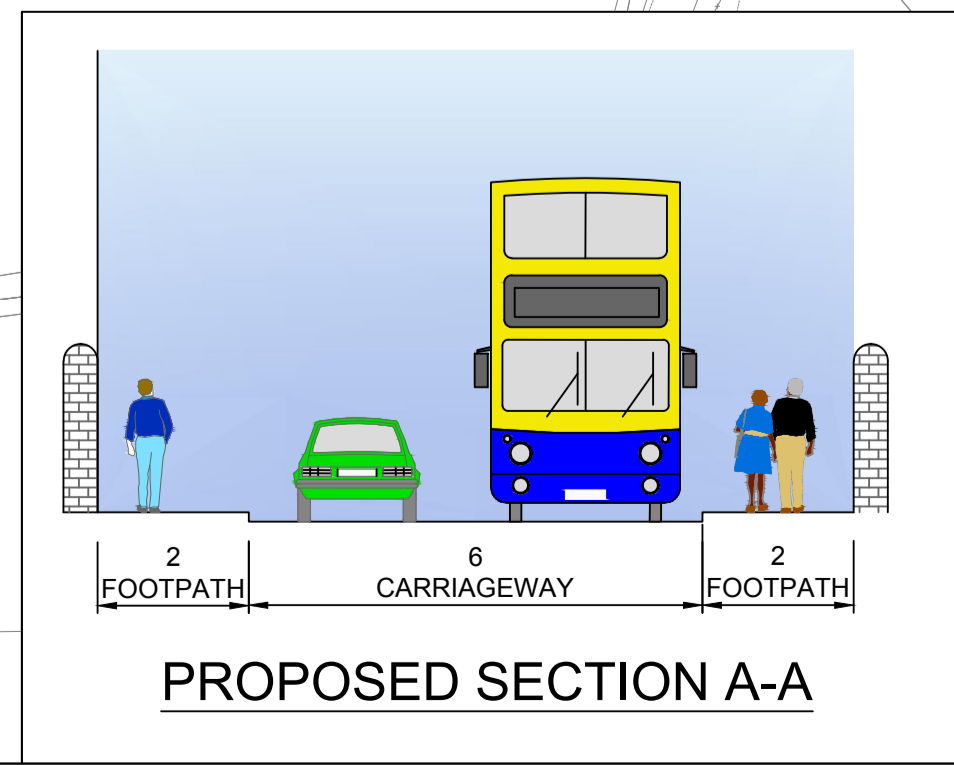 2
FOOTPATH
6
CARRIAGEWAY
2
FOOTPATH
PROPOSED SECTION A-A